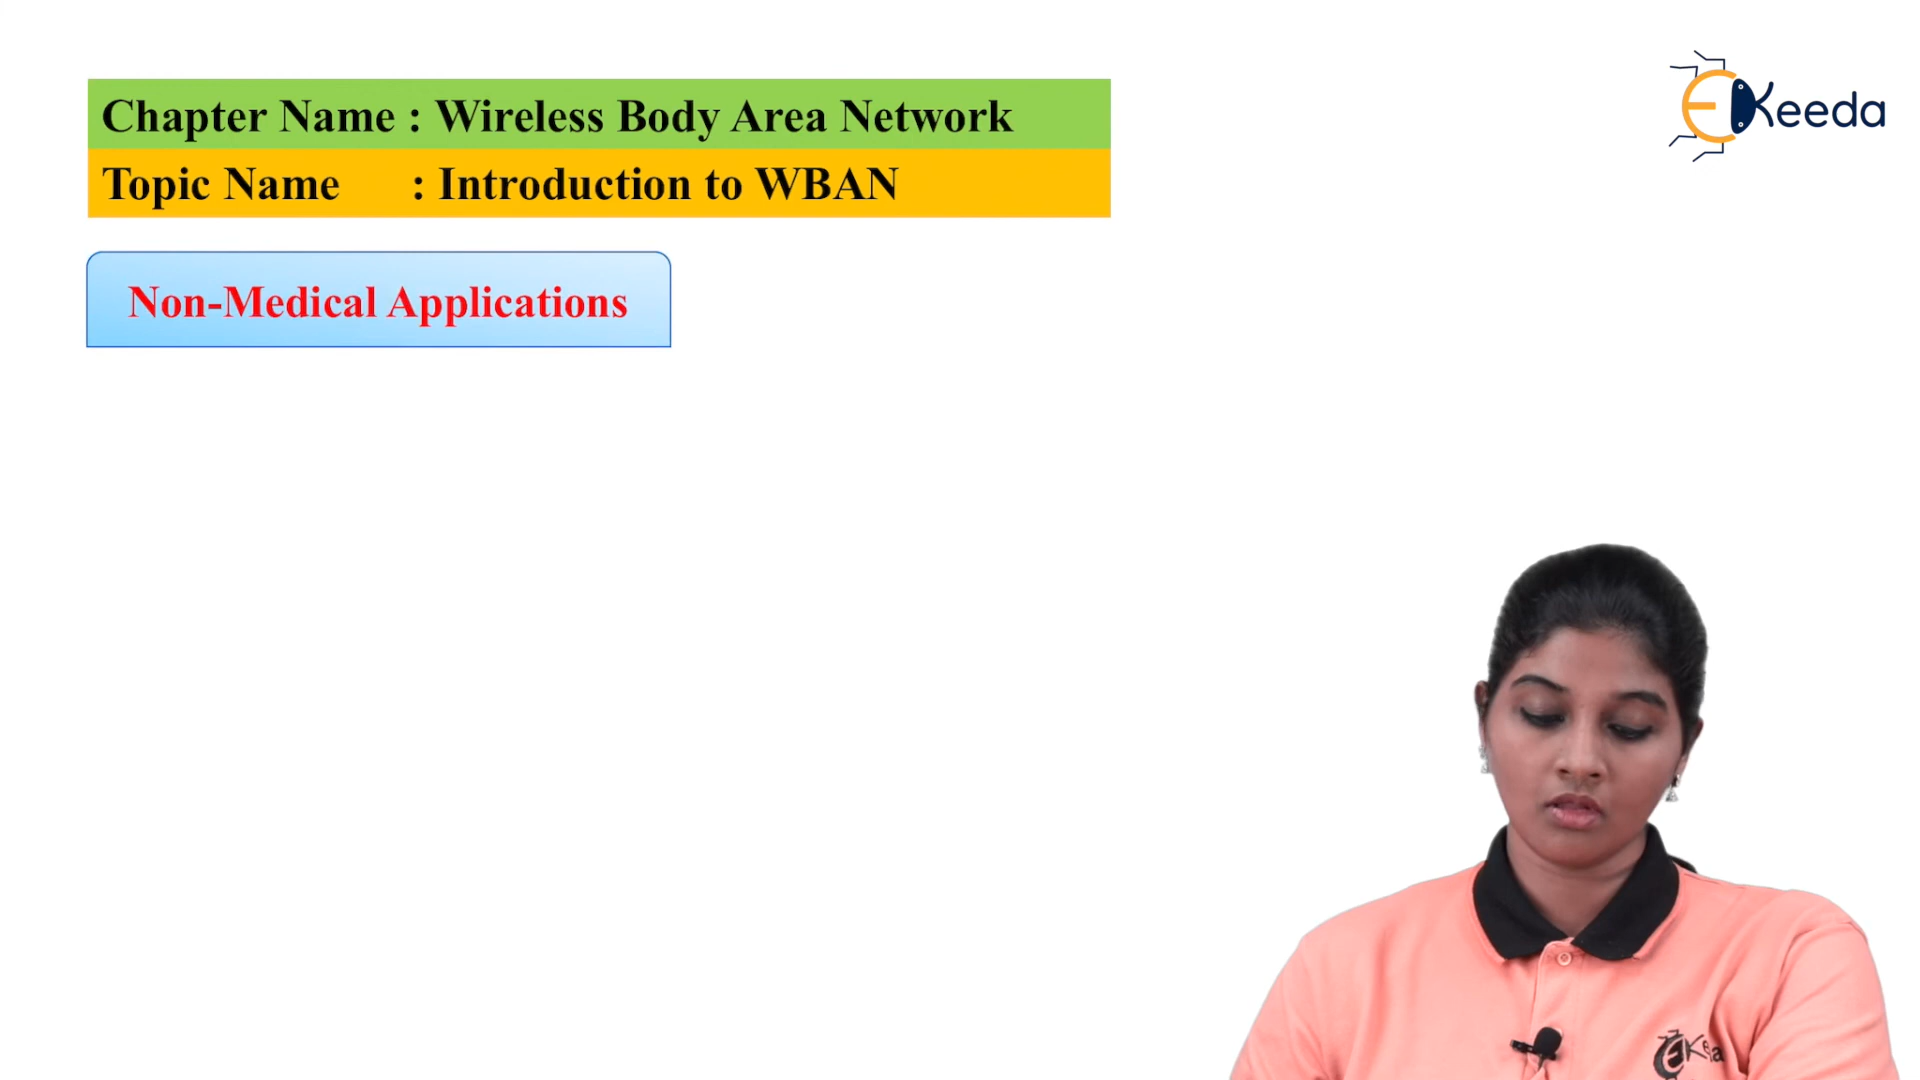 Chapter Name : Wireless Body Area Network
Topic Name : Introduction to WBAN
EKeeda
Non-Medical Applications